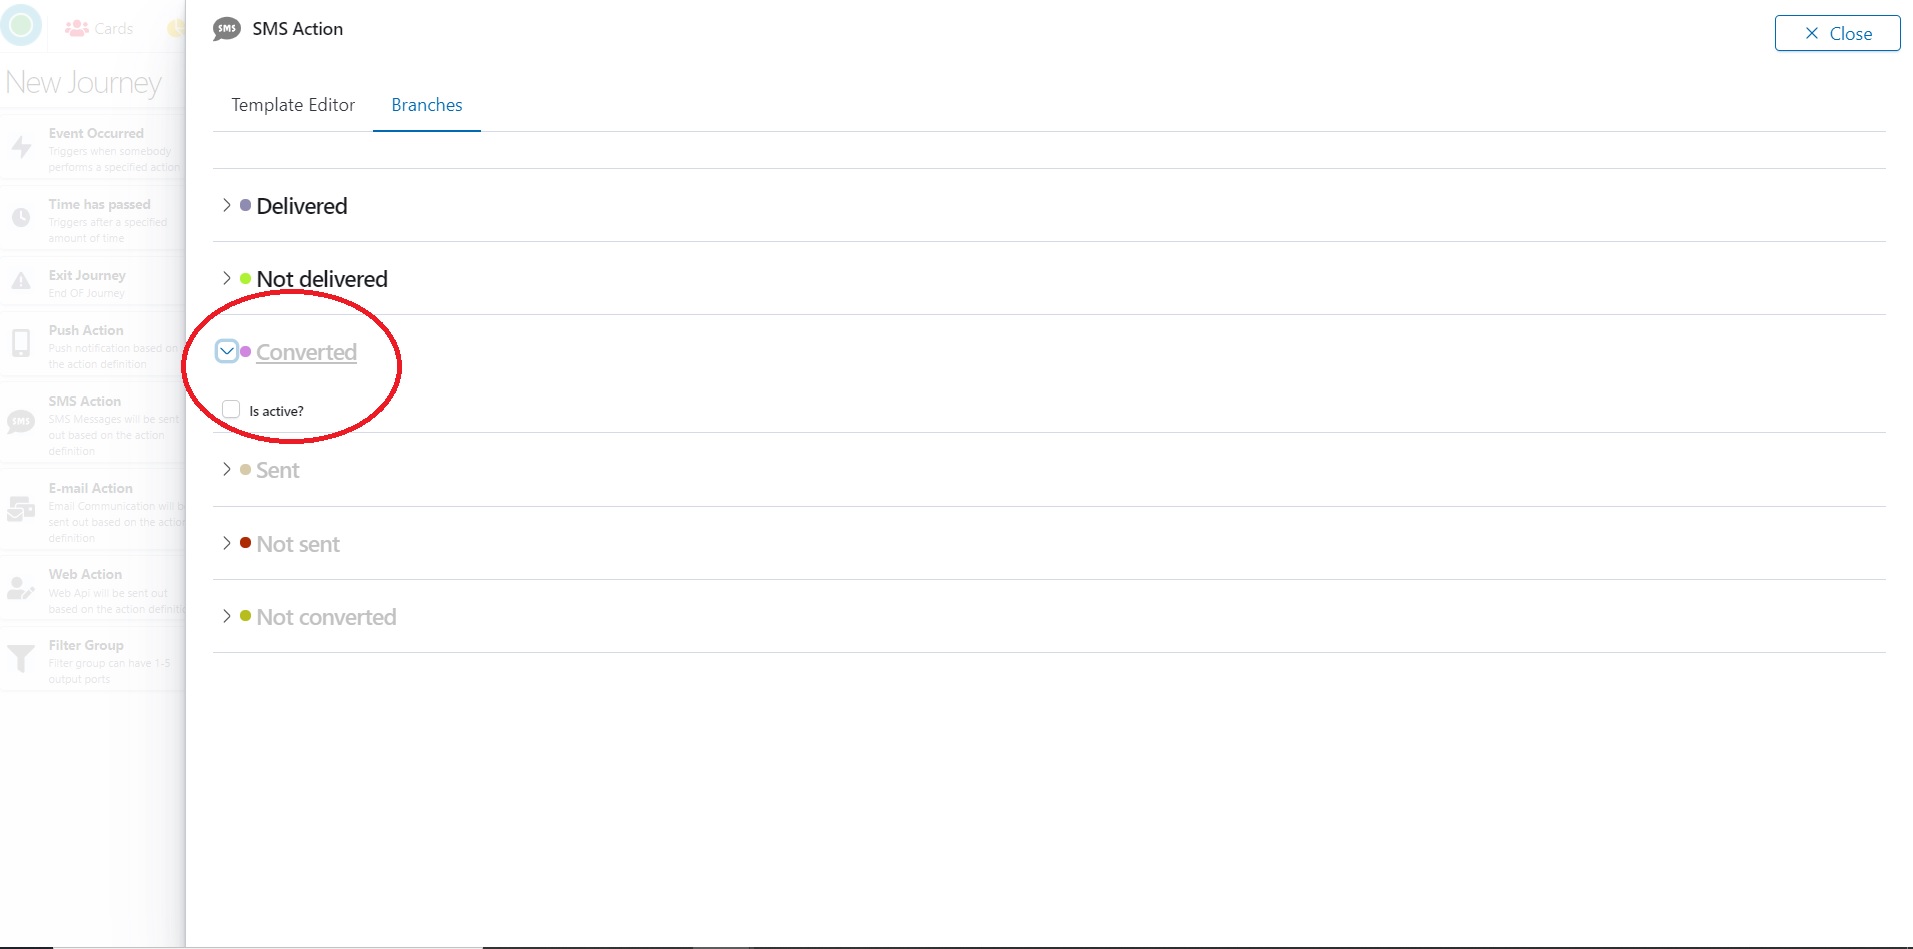 Cards
New Journey
Event Occurred
Triggers when somebody
performs a specified action
Time has passed
Triggers after a specified
amount of time
Exit Journey
End OF Journey
Push Action
Push notification based on
the action definition
SMS
SMS Action
SMS Messages will be sent
out based on the action
definition
E-mail Action
Email Communication will be
sent out based on the action
definition
Web Action
Web Api will be sent out
based on the action definitio
Filter Group
Filter group can have 1-5
output ports
SMS
SMS Action
Close
Template Editor
Branches
Delivered
Not delivered
Converted
Is active?
Sent
Not sent
Not converted